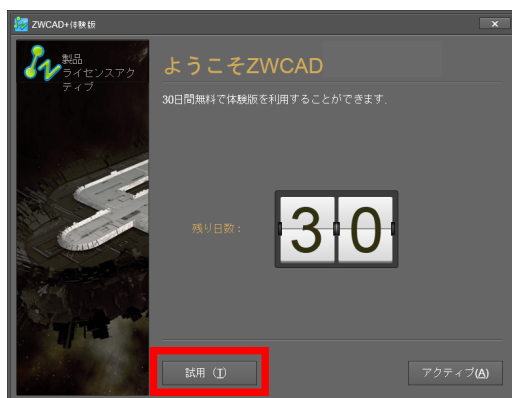 ZWCAD+体験版
製品
ライセンスアク
ティブ
ようこそZWCAD
30日間無料で体験版を利用することができます.
残り日数：
30
試用 (T)
アクティブ(A)